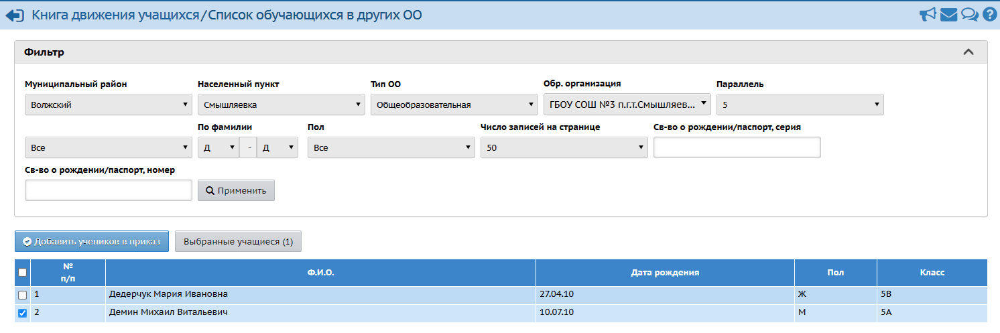 Книга движения учащихся/Список обучающихся в других ОО
Фильтр
Муниципальный район Населенный пункт Тип ОО Обр. организация Параллель
Волжский Смышляевка Общеобразовательная ГБОУ СОШ №3 п.г.т.Смышляев... 5
По фамилии Пол Число записей на странице Св-во о рождении/паспорт, серия
Все Д - Д Все 50
Св-во о рождении/паспорт, номер
Применить
Добавить учеников в приказ Выбранные учащиеся (1)
№ п/п Ф.И.О. Дата рождения Пол Класс
1 Дедерчук Мария Ивановна 27.04.10 Ж 5В
2 Демин Михаил Витальевич 10.07.10 М 5А